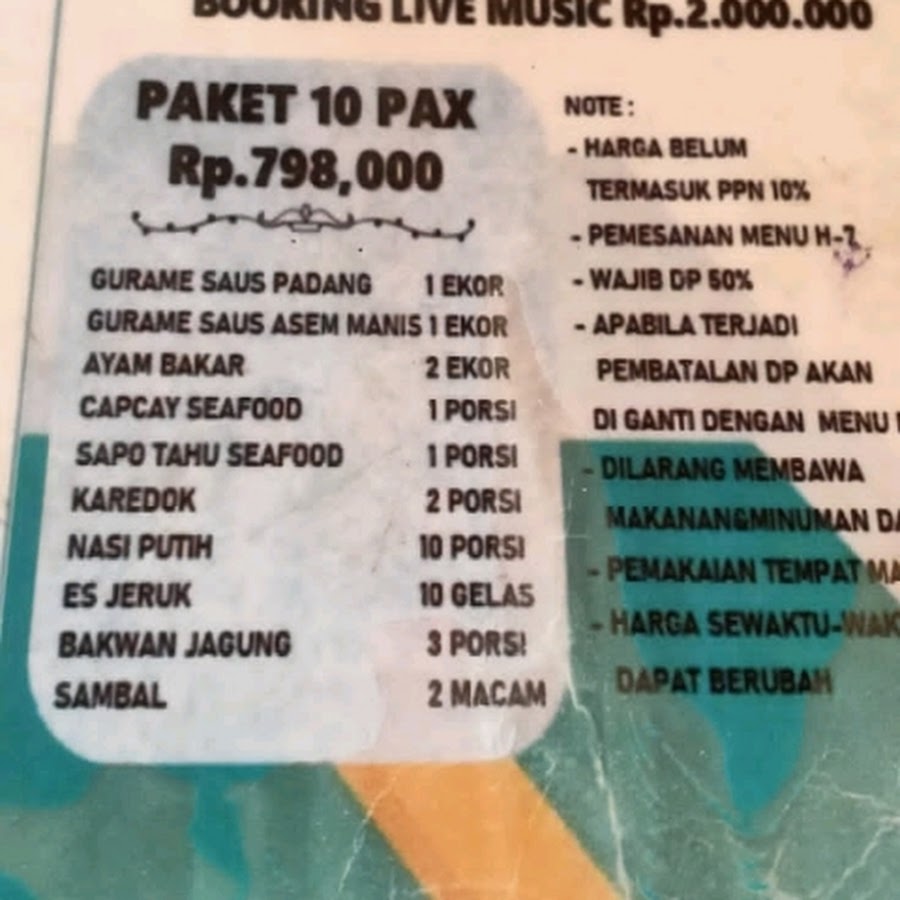 BOOKING LIVE MUSIC Rp.2.000.000
PAKET 10 PAX
Rp.798,000
GURAME SAUS PADANG 1 EKOR
GURAME SAUS ASEM MANIS 1 EKOR
AYAM BAKAR 2 EKOR
CAPCAY SEAFOOD 1 PORSI
SAPO TAHU SEAFOOD 1 PORSI
KAREDOK 2 PORSI
NASI PUTIH 10 PORSI
ES JERUK 10 GELAS
BAKWAN JAGUNG 3 PORSI
SAMBAL 2 MACAM
NOTE :
- HARGA BELUM
TERMASUK PPN 10%
- PEMESANAN MENU H-7
- WAJIB DP 50%
- APABILA TERJADI
PEMBATALAN DP AKAN
DI GANTI DENGAN MENU
- DILARANG MEMBAWA
MAKANAN&MINUMAN
- PEMAKAIAN TEMPAT
- HARGA SEWAKTU-WAK
DAPAT BERUBAH